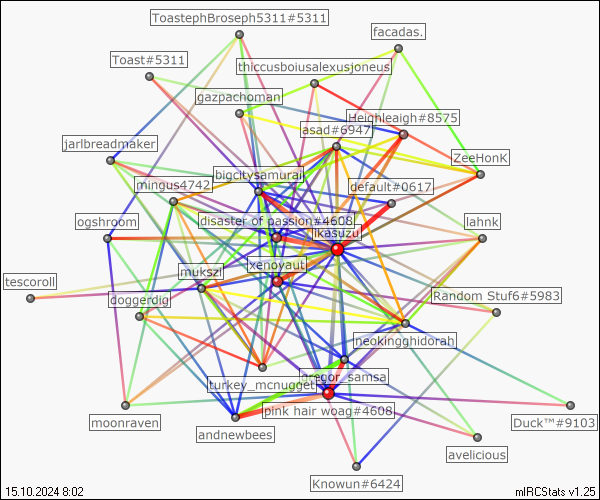 ToastephBroseph5311#5311
facadas.
Toast#5311
thiccusboiusalexusjoneus
gazpachoman
Heighleaigh#8575
asad#6947
jarlbreadmaker
ZeeHonK
bigcitysamurai
mingus4742
default#0617
disaster of passion#4608
ogshroom
likasuzu
lahnk
xenoyaut
mukszi
tescoroll
doggerdig
Random Stuf6#5983
neokingghidorah
gregor_samsa
turkey_mcnugget
pink hair woag#4608
moonraven
andnewbees
Duck™#9103
avelicious
Knowun#6424
15.10.2024 8:02
mIRCStats v1.25